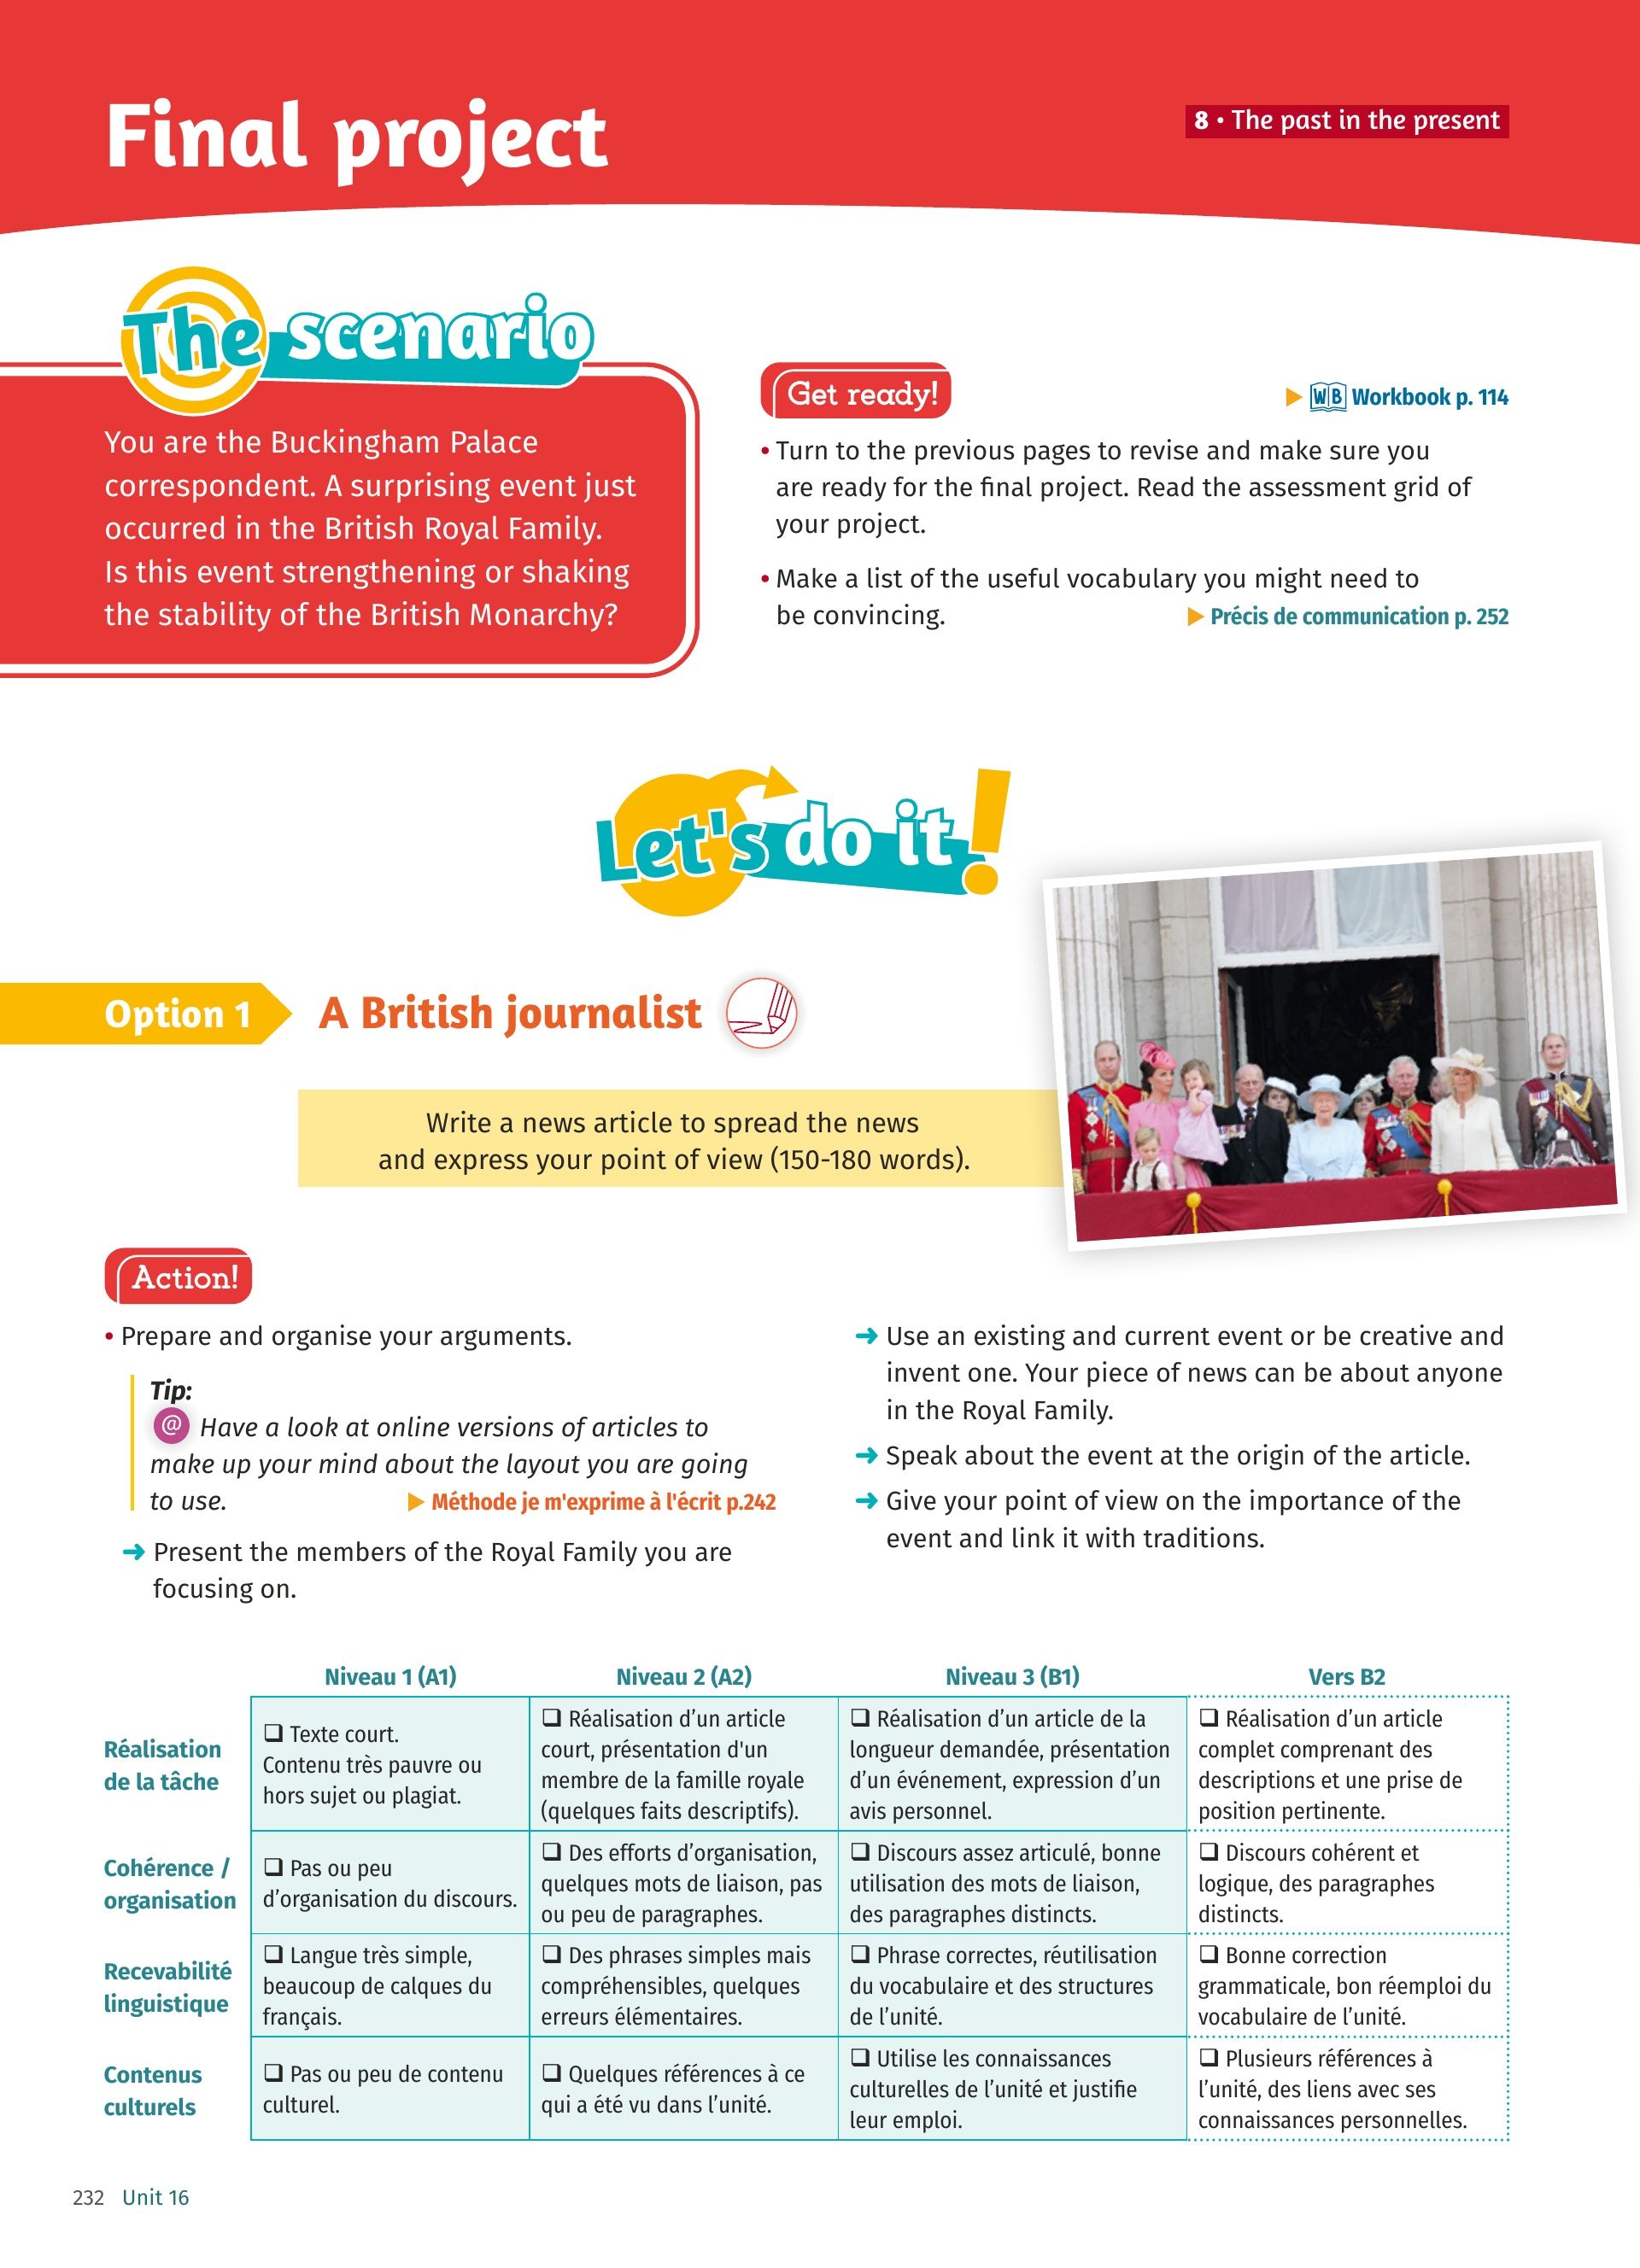 Final project
8 • The past in the present
The scenario
You are the Buckingham Palace
correspondent. A surprising event just
occurred in the British Royal Family.
Is this event strengthening or shaking
the stability of the British Monarchy?
Get ready!
WB Workbook p. 114
• Turn to the previous pages to revise and make sure you
are ready for the final project. Read the assessment grid of
your project.
• Make a list of the useful vocabulary you might need to
be convincing.
Précis de communication p. 252
Let's do it!
Option 1
A British journalist
Write a news article to spread the news
and express your point of view (150-180 words).
Action!
• Prepare and organise your arguments.
Tip:
@ Have a look at online versions of articles to
make up your mind about the layout you are going
to use.
Méthode je m'exprime à l'écrit p.242
➜ Present the members of the Royal Family you are
focusing on.
➜ Use an existing and current event or be creative and
invent one. Your piece of news can be about anyone
in the Royal Family.
➜ Speak about the event at the origin of the article.
➜ Give your point of view on the importance of the
event and link it with traditions.
Niveau 1 (A1)
Niveau 2 (A2)
Niveau 3 (B1)
Vers B2
Réalisation
de la tâche
❑ Texte court.
Contenu très pauvre ou
hors sujet ou plagiat.
❑ Réalisation d’un article
court, présentation d'un
membre de la famille royale
(quelques faits descriptifs).
❑ Réalisation d’un article de la
longueur demandée, présentation
d’un événement, expression d’un
avis personnel.
❑ Réalisation d’un article
complet comprenant des
descriptions et une prise de
position pertinente.
Cohérence /
organisation
❑ Pas ou peu
d’organisation du discours.
❑ Des efforts d’organisation,
quelques mots de liaison, pas
ou peu de paragraphes.
❑ Discours assez articulé, bonne
utilisation des mots de liaison,
des paragraphes distincts.
❑ Discours cohérent et
logique, des paragraphes
distincts.
Recevabilité
linguistique
❑ Langue très simple,
beaucoup de calques du
français.
❑ Des phrases simples mais
compréhensibles, quelques
erreurs élémentaires.
❑ Phrase correctes, réutilisation
du vocabulaire et des structures
de l’unité.
❑ Bonne correction
grammaticale, bon réemploi du
vocabulaire de l’unité.
Contenus
culturels
❑ Pas ou peu de contenu
culturel.
❑ Quelques références à ce
qui a été vu dans l’unité.
❑ Utilise les connaissances
culturelles de l’unité et justifie
leur emploi.
❑ Plusieurs références à
l’unité, des liens avec ses
connaissances personnelles.
232 Unit 16